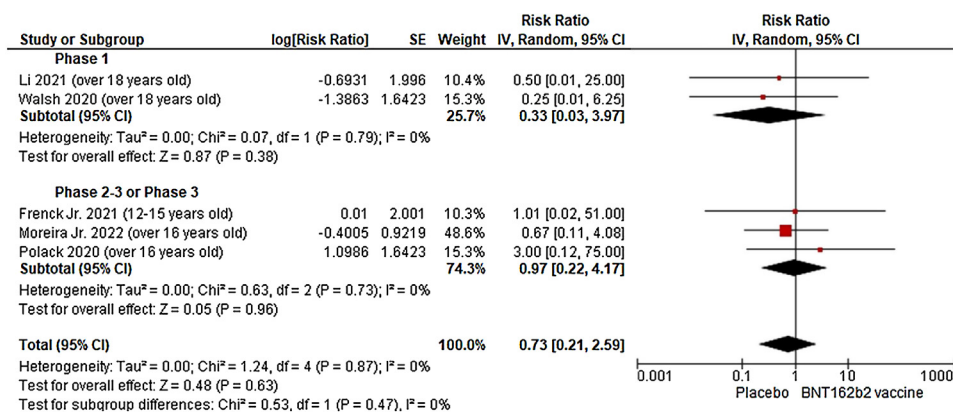 Risk Ratio Risk Ratio
Study or Subgroup log[Risk Ratio] SE Weight IV, Random, 95% CI IV, Random, 95% CI
Phase 1
Li 2021 (over 18 years old) -0.6931 1.996 10.4% 0.50 [0.01, 25.00]
Walsh 2020 (over 18 years old) -1.3863 1.6423 15.3% 0.25 [0.01, 6.25]
Subtotal (95% CI) 25.7% 0.33 [0.03, 3.97]
Heterogeneity: Tau² = 0.00; Chi² = 0.07, df = 1 (P = 0.79); I² = 0%
Test for overall effect: Z = 0.87 (P = 0.38)
Phase 2-3 or Phase 3
Frenck Jr. 2021 (12-15 years old) 0.01 2.001 10.3% 1.01 [0.02, 51.00]
Moreira Jr. 2022 (over 16 years old) -0.4005 0.9219 48.6% 0.67 [0.11, 4.08]
Polack 2020 (over 16 years old) 1.0986 1.6423 15.3% 3.00 [0.12, 75.00]
Subtotal (95% CI) 74.3% 0.97 [0.22, 4.17]
Heterogeneity: Tau² = 0.00; Chi² = 0.63, df = 2 (P = 0.73); I² = 0%
Test for overall effect: Z = 0.05 (P = 0.96)
Total (95% CI) 100.0% 0.73 [0.21, 2.59]
Heterogeneity: Tau² = 0.00; Chi² = 1.24, df = 4 (P = 0.87); I² = 0%
Test for overall effect: Z = 0.48 (P = 0.63)
Test for subgroup differences: Chi² = 0.53, df = 1 (P = 0.47), I² = 0%
0.001 0.1 1 10 1000
Placebo BNT162b2 vaccine